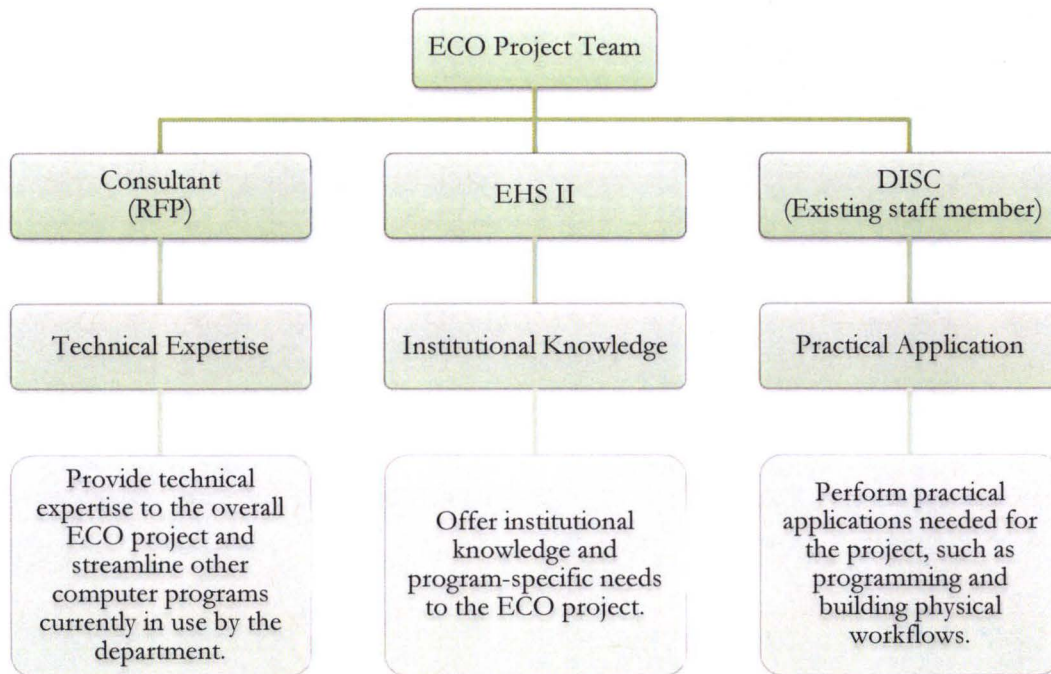 ECO Project Team
Consultant
(RFP)
EHS II
DISC
(Existing staff member)
Technical Expertise
Institutional Knowledge
Practical Application
Provide technical
expertise to the overall
ECO project and
streamline other
computer programs
currently in use by the
department.
Offer institutional
knowledge and
program-specific needs
to the ECO project.
Perform practical
applications needed for
the project, such as
programming and
building physical
workflows.